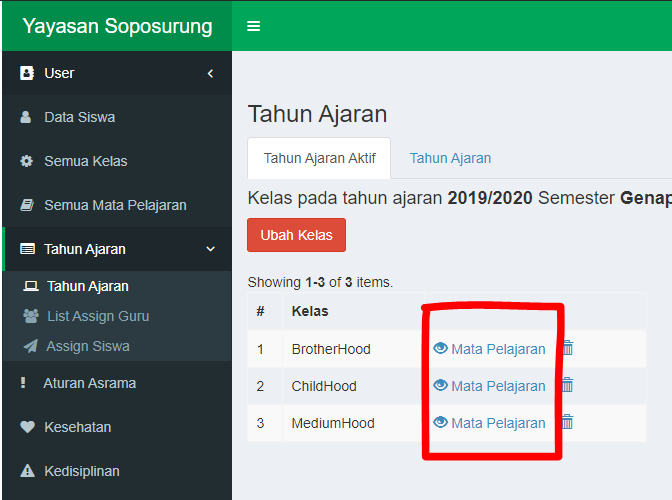 Yayasan Soposurung
User
Data Siswa
Semua Kelas
Semua Mata Pelajaran
Tahun Ajaran
Tahun Ajaran
List Assign Guru
Assign Siswa
Aturan Asrama
Kesehatan
Kedisiplinan
Tahun Ajaran
Tahun Ajaran Aktif Tahun Ajaran
Kelas pada tahun ajaran 2019/2020 Semester Genap
Ubah Kelas
Showing 1-3 of 3 items.
# Kelas
1 BrotherHood Mata Pelajaran
2 ChildHood Mata Pelajaran
3 MediumHood Mata Pelajaran